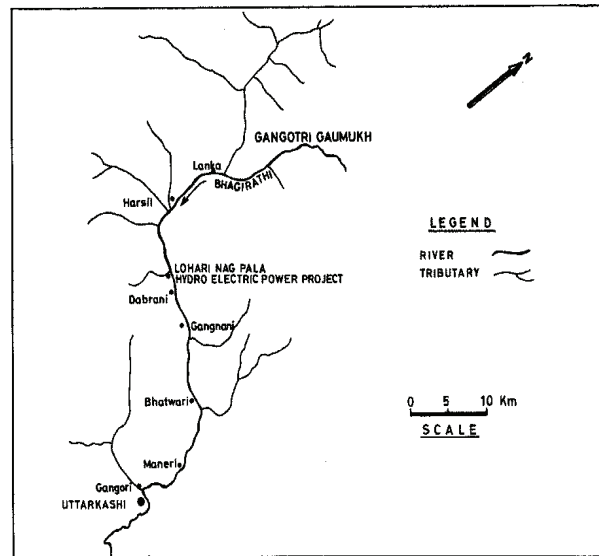 N
GANGOTRI GAUMUKH
Lanka
BHAGIRATHI
Harsil
LEGEND
RIVER
TRIBUTARY
LOHARI NAG PALA
HYDRO ELECTRIC POWER PROJECT
Dabrani
Gangnani
Bhatwari
0 5 10 Km
SCALE
Maneri
Gangori
UTTARKASHI